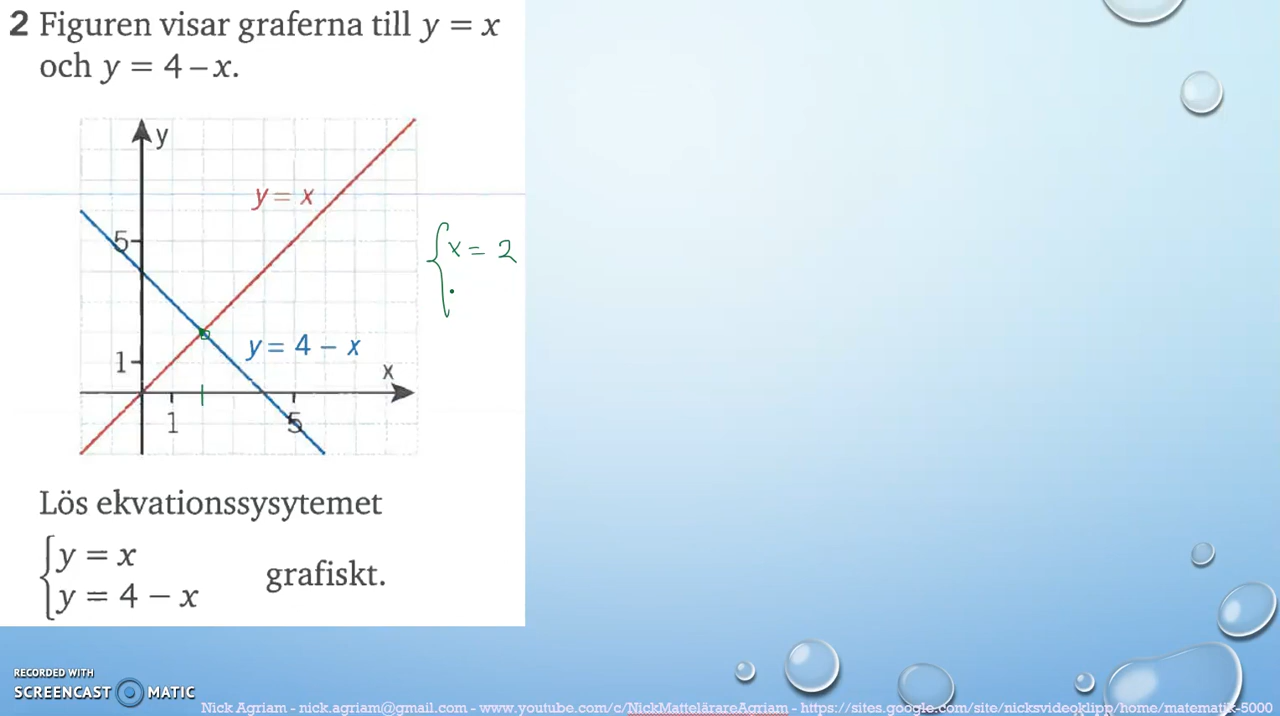 2 Figuren visar graferna till y = x
och y = 4 – x.
y
y = x
5
x = 2
y = 4 – x
1
x
1
5
Lös ekvationssysytemet
y = x
y = 4 – x
grafiskt.
RECORDED WITH
SCREENCAST MATIC
Nick Agriam - nick.agriam@gmail.com - www.youtube.com/c/NickMattelärareAgriam - https://sites.google.com/site/nicksvideoklipp/home/matematik-5000